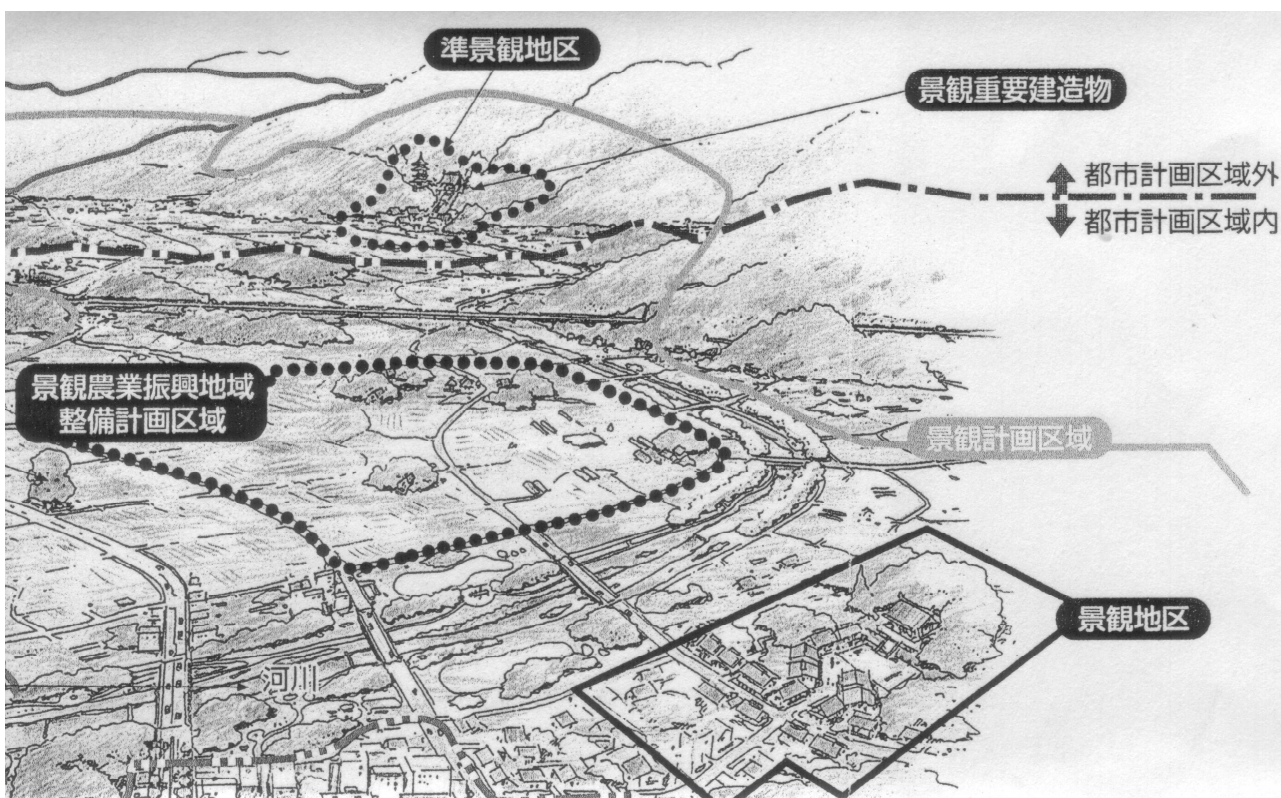 準景観地区
景観重要建造物
都市計画区域外
都市計画区域内
景観農業振興地域
整備計画区域
景観計画区域
景観地区
河川